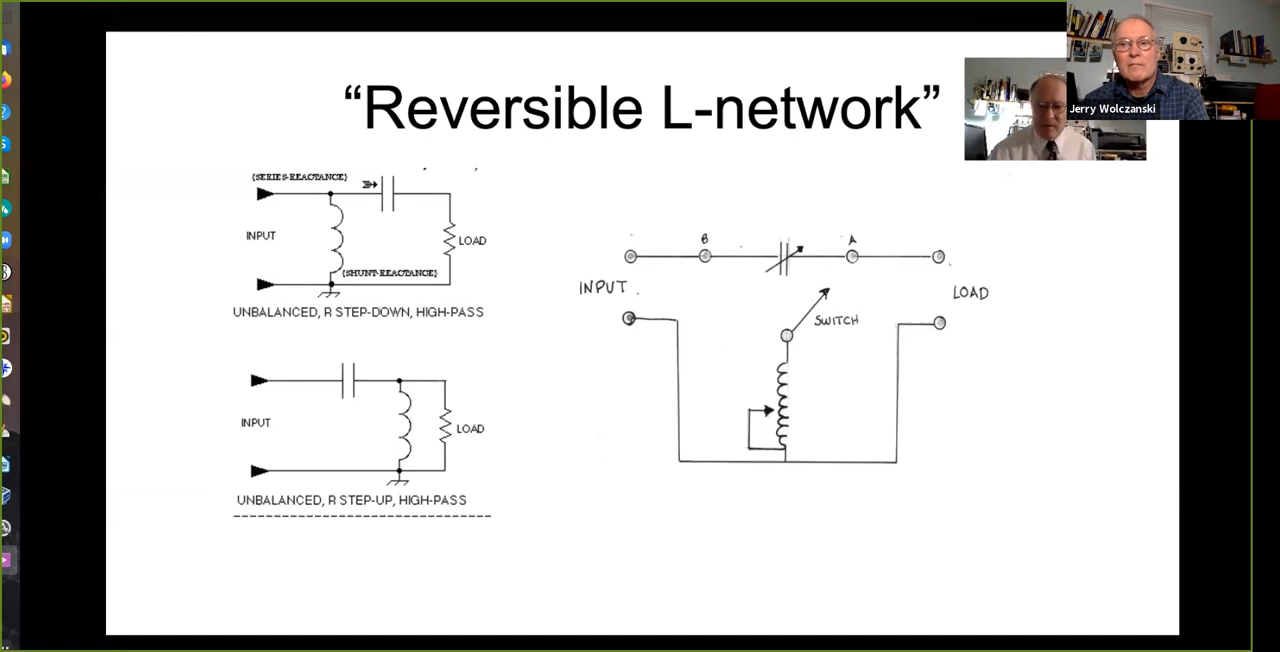 “Reversible L-network”
Jerry Wolczanski
(SERIES-REACTANCE)
INPUT
LOAD
(SHUNT-REACTANCE)
UNBALANCED, R STEP-DOWN, HIGH-PASS
INPUT
LOAD
UNBALANCED, R STEP-UP, HIGH-PASS
B
A
INPUT.
LOAD
SWITCH